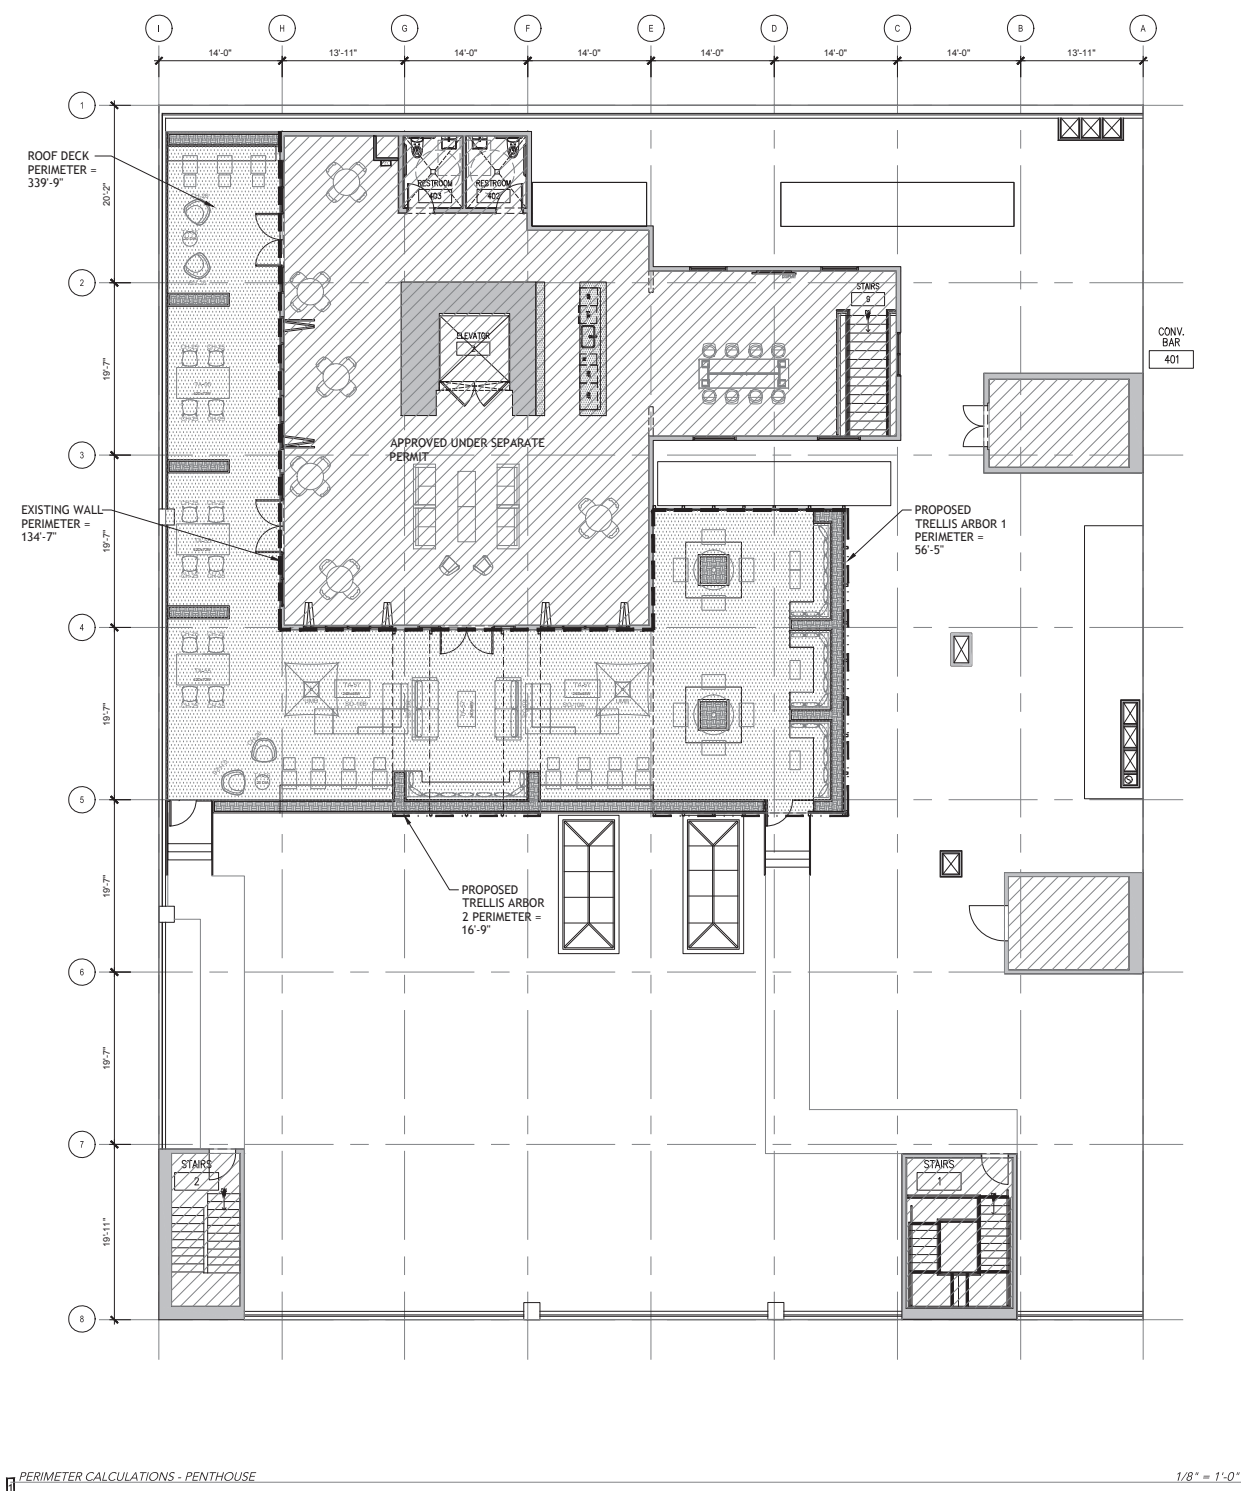 I H G F E D C B A
14'-0" 13'-11" 14'-0" 14'-0" 14'-0" 14'-0" 14'-0" 13'-11"
1
ROOF DECK
PERIMETER =
339'-9"
20'-2"
RESTROOM
403
RESTROOM
402
2
STAIRS
9
ELEVATOR
CONV.
BAR
401
19'-7"
TA-05
APPROVED UNDER SEPARATE
PERMIT
3
EXISTING WALL
PERIMETER =
134'-7"
19'-7"
PROPOSED
TRELLIS ARBOR 1
PERIMETER =
56'-5"
4
19'-7"
UMB
UMB
5
19'-7"
PROPOSED
TRELLIS ARBOR
2 PERIMETER =
16'-9"
6
19'-7"
7
STAIRS
2
STAIRS
1
19'-11"
8
PERIMETER CALCULATIONS - PENTHOUSE
1/8" = 1'-0"